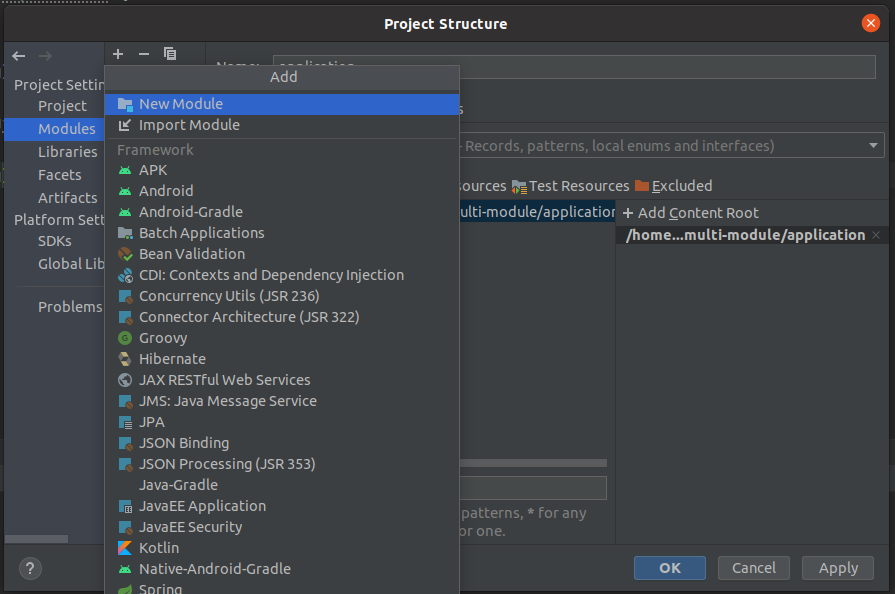 Project Structure
Project Settin
Project
Modules
Libraries
Facets
Artifacts
Platform Sett
SDKs
Global Lib
Problems
Add
New Module
Import Module
Framework
APK
Android
Android-Gradle
Batch Applications
Bean Validation
CDI: Contexts and Dependency Injection
Concurrency Utils (JSR 236)
Connector Architecture (JSR 322)
Groovy
Hibernate
JAX RESTful Web Services
JMS: Java Message Service
JPA
JSON Binding
JSON Processing (JSR 353)
Java-Gradle
JavaEE Application
JavaEE Security
Kotlin
Native-Android-Gradle
Spring
Name: application
s
- Records, patterns, local enums and interfaces)
ources Test Resources Excluded
ulti-module/application
+ Add Content Root
/home...multi-module/application
patterns, * for any
or one.
? OK Cancel Apply